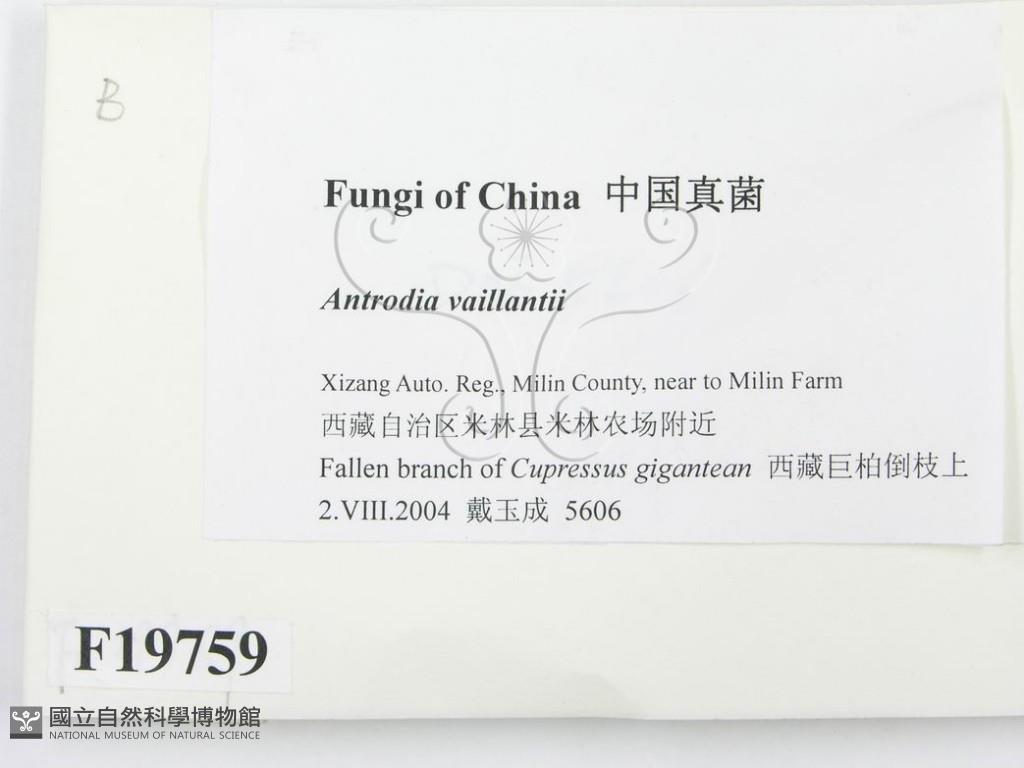 B
Fungi of China 中国真菌
Antrodia vaillantii
Xizang Auto. Reg., Milin County, near to Milin Farm
西藏自治区米林县米林农场附近
Fallen branch of Cupressus gigantean 西藏巨柏倒枝上
2.VIII.2004 戴玉成 5606
F19759
國立自然科學博物館
NATIONAL MUSEUM OF NATURAL SCIENCE